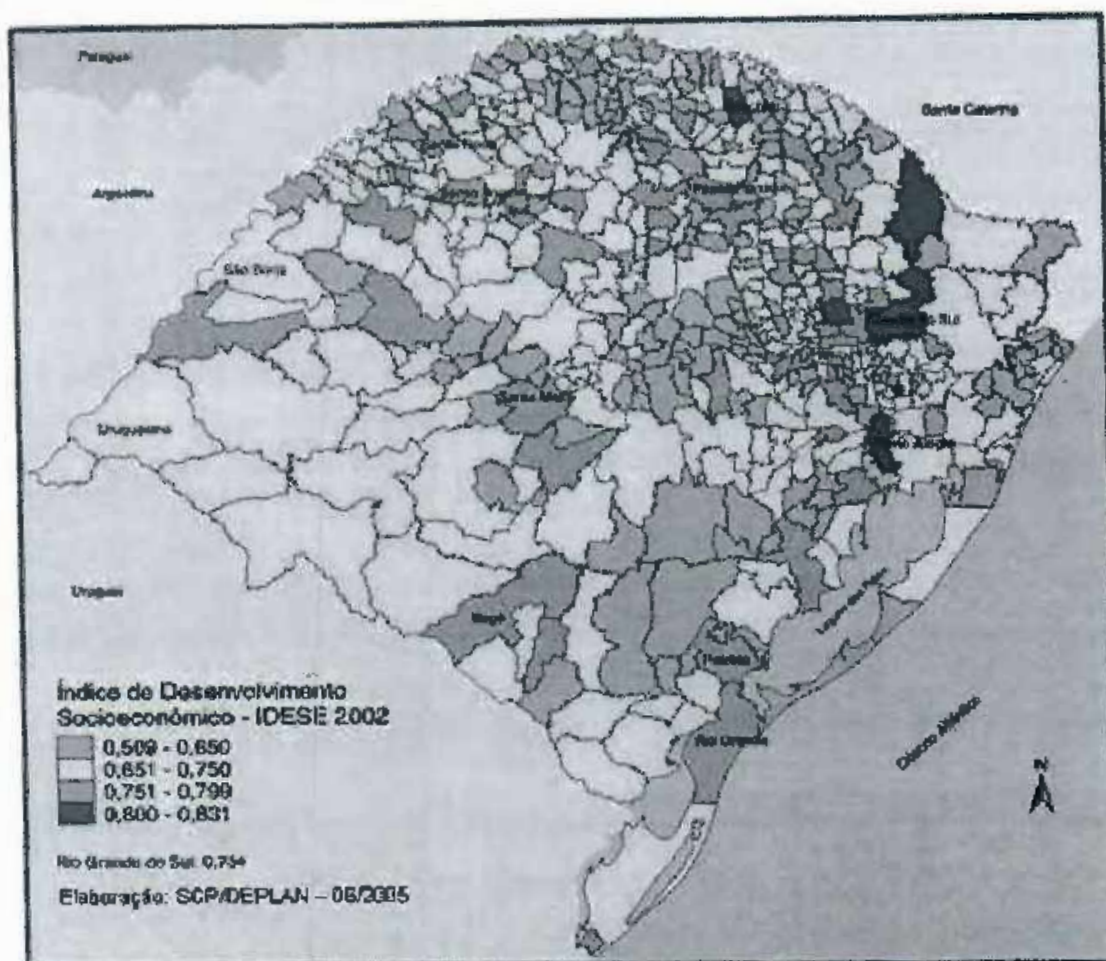 Paraguai
Santa Catarina
Argentina
São Borja
Uruguaiana
Porto Alegre
Uruguai
Bagé
Pelotas
Rio Grande
Oceano Atlântico
N
Índice de Desenvolvimento
Socioeconômico - IDESE 2002
0,509 - 0,650
0,651 - 0,750
0,751 - 0,799
0,800 - 0,831
Rio Grande do Sul: 0,754
Elaboração: SCP/DEPLAN – 06/2005